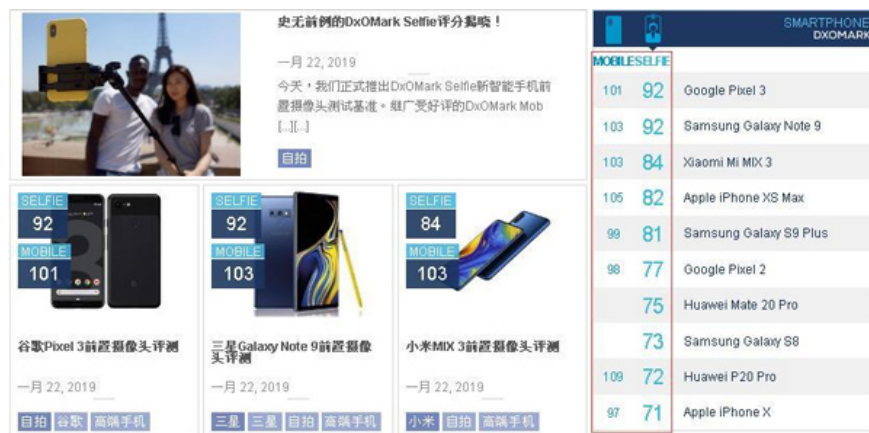 史无前例的DxOMark Selfie评分揭晓！
一月 22, 2019
今天，我们正式推出DxOMark Selfie新智能手机前
置摄像头测试基准。继广受好评的DxOMark Mob
[...][...]
自拍
SELFIE
92
MOBILE
101
谷歌Pixel 3前置摄像头评测
一月 22, 2019
自拍 谷歌 高端手机
SELFIE
92
MOBILE
103
三星Galaxy Note 9前置摄像
头评测
一月 22, 2019
三星 三星 自拍 高端手机
SELFIE
84
MOBILE
103
小米MIX 3前置摄像头评测
一月 22, 2019
小米 自拍 高端手机
SMARTPHONE
DXOMARK
MOBILE SELFIE
101 92 Google Pixel 3
103 92 Samsung Galaxy Note 9
103 84 Xiaomi Mi MIX 3
105 82 Apple iPhone XS Max
99 81 Samsung Galaxy S9 Plus
98 77 Google Pixel 2
75 Huawei Mate 20 Pro
73 Samsung Galaxy S8
109 72 Huawei P20 Pro
97 71 Apple iPhone X